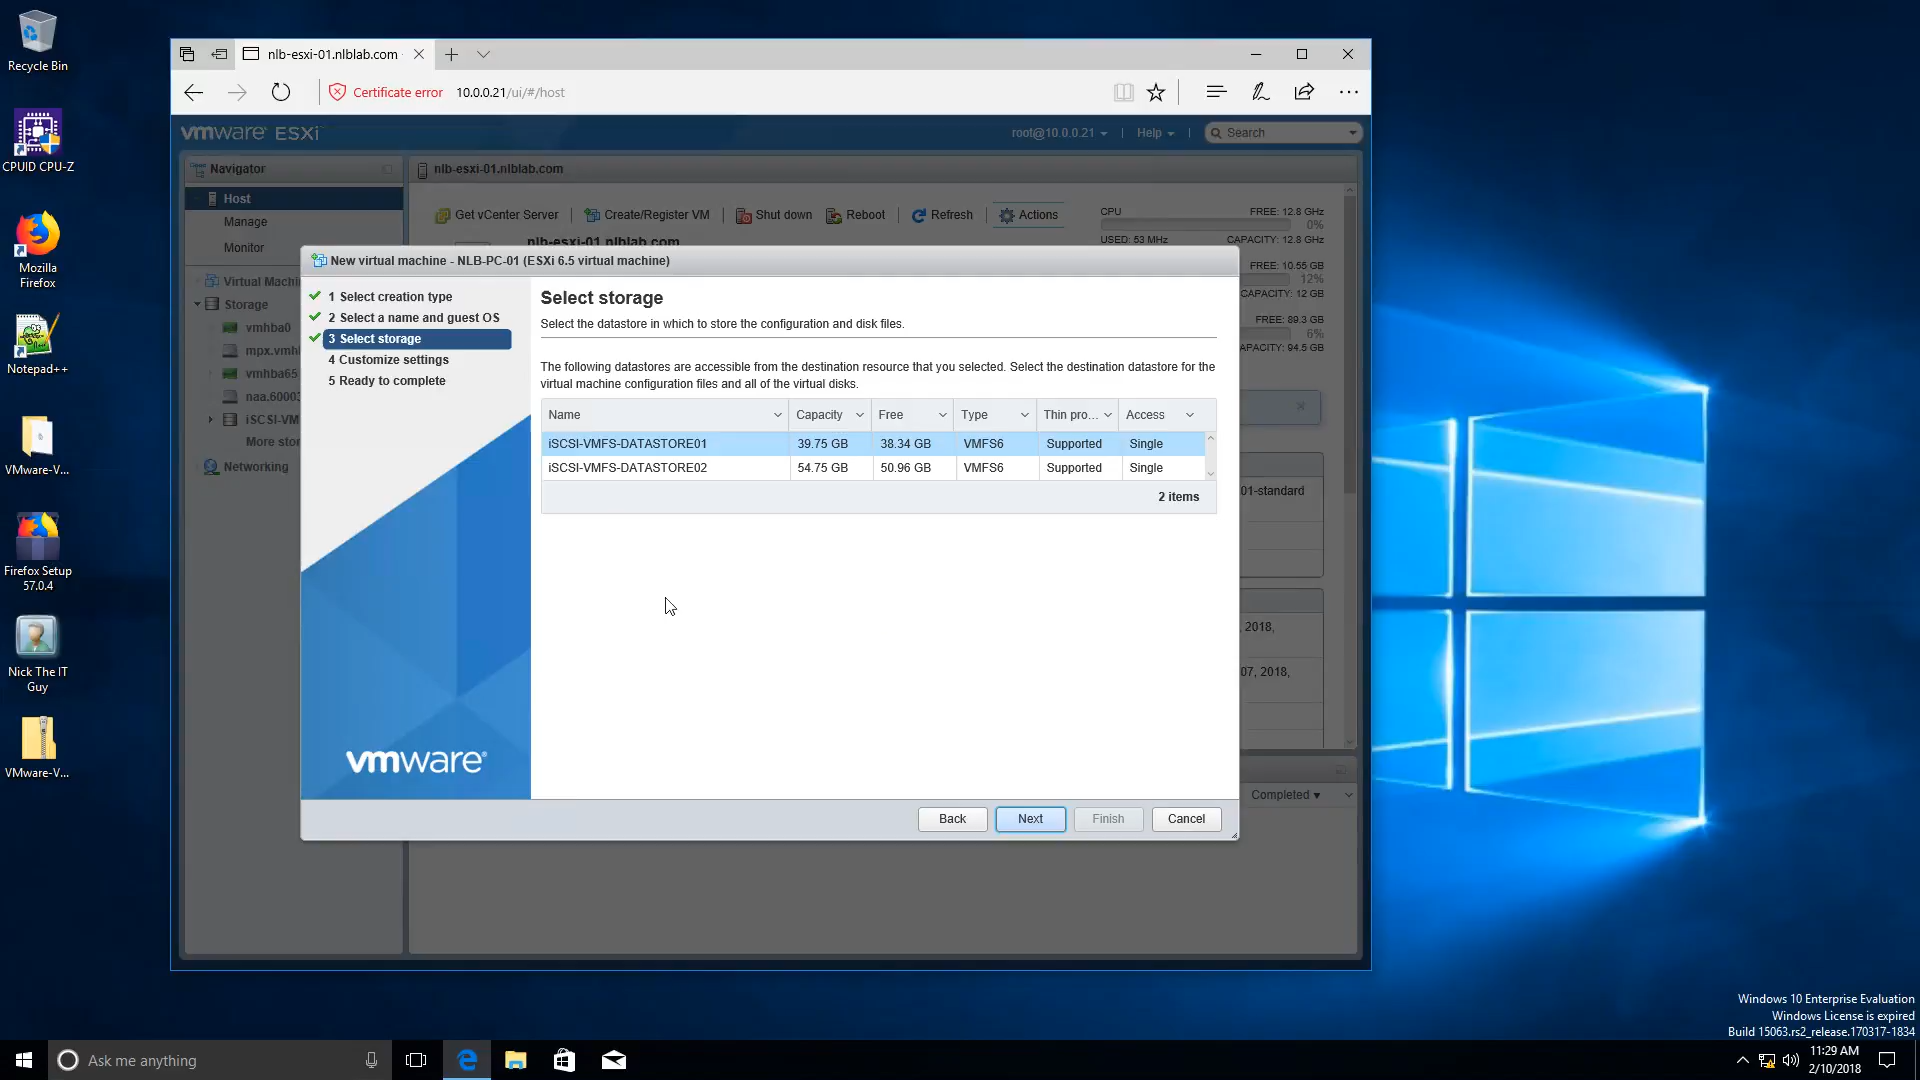 Recycle Bin
CPUID CPU-Z
Mozilla
Firefox
Notepad++
VMware-V...
Firefox Setup
57.0.4
Nick The IT
Guy
VMware-V...
nlb-esxi-01.nlblab.com
Certificate error 10.0.0.21/ui/#/host
vmware ESXi
root@10.0.0.21 | Help | Search
Navigator
Host
Manage
Monitor
Virtual Machi
Storage
vmhba0
mpx.vmh
vmhba65
naa.6000
iSCSI-VM
More stor
Networking
nlb-esxi-01.nlblab.com
Get vCenter Server | Create/Register VM | Shut down Reboot | Refresh | Actions
nlb-esxi-01.nlblab.com
CPU FREE: 12.8 GHz
0%
USED: 53 MHz CAPACITY: 12.8 GHz
FREE: 10.55 GB
12%
CAPACITY: 12 GB
FREE: 89.3 GB
6%
APACITY: 94.5 GB
01-standard
, 2018,
07, 2018,
Completed
New virtual machine - NLB-PC-01 (ESXi 6.5 virtual machine)
1 Select creation type
2 Select a name and guest OS
3 Select storage
4 Customize settings
5 Ready to complete
vmware
Select storage
Select the datastore in which to store the configuration and disk files.
The following datastores are accessible from the destination resource that you selected. Select the destination datastore for the
virtual machine configuration files and all of the virtual disks.
Name Capacity Free Type Thin pro... Access
iSCSI-VMFS-DATASTORE01 39.75 GB 38.34 GB VMFS6 Supported Single
iSCSI-VMFS-DATASTORE02 54.75 GB 50.96 GB VMFS6 Supported Single
2 items
Back Next Finish Cancel
Windows 10 Enterprise Evaluation
Windows License is expired
Build 15063.rs2_release.170317-1834
Ask me anything
11:29 AM
2/10/2018